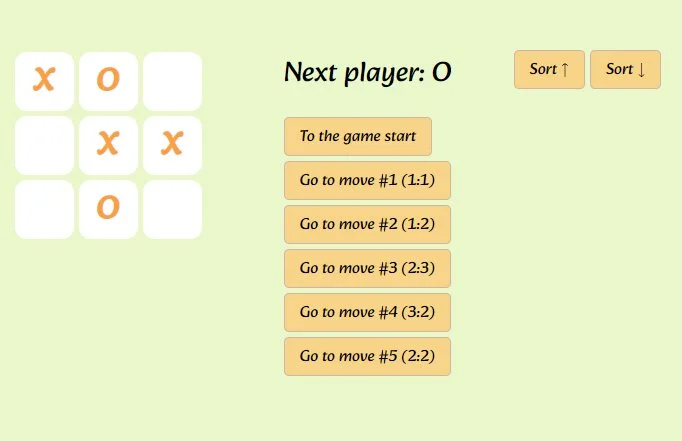 X O
X X
O
Next player: O
Sort ↑ Sort ↓
To the game start
Go to move #1 (1:1)
Go to move #2 (1:2)
Go to move #3 (2:3)
Go to move #4 (3:2)
Go to move #5 (2:2)